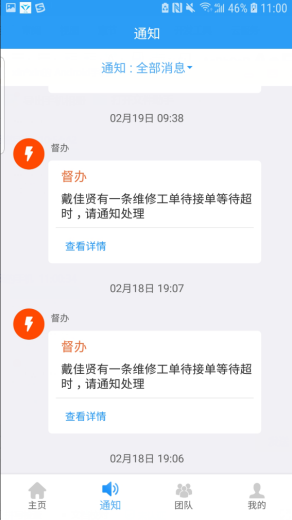 46% 11:00
通知
通知 : 全部消息
02月19日 09:38
督办
督办
戴佳贤有一条维修工单待接单等待超
时，请通知处理
查看详情
02月18日 19:07
督办
督办
戴佳贤有一条维修工单待接单等待超
时，请通知处理
查看详情
02月18日 19:06
主页 通知 团队 我的